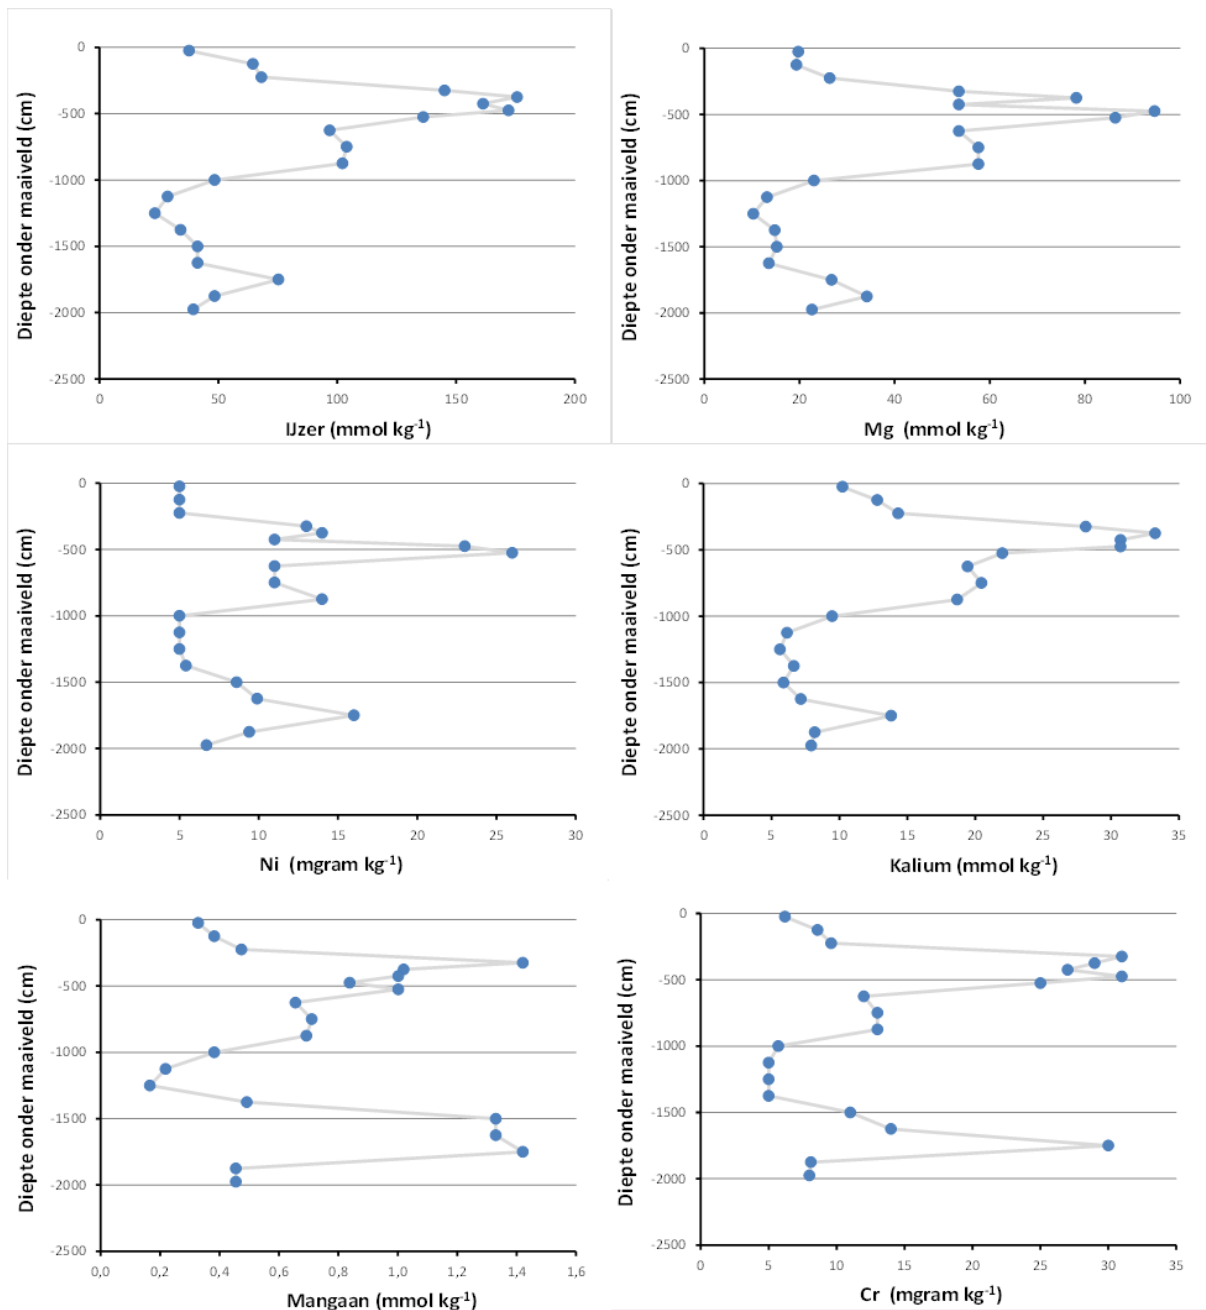 0
-500
-1000
-1500
-2000
-2500
Diepte onder maaiveld (cm)
0 50 100 150 200
IJzer (mmol kg-1)
0
-500
-1000
-1500
-2000
-2500
Diepte onder maaiveld (cm)
0 20 40 60 80 100
Mg (mmol kg-1)
0
-500
-1000
-1500
-2000
-2500
Diepte onder maaiveld (cm)
0 5 10 15 20 25 30
Ni (mgram kg-1)
0
-500
-1000
-1500
-2000
-2500
Diepte onder maaiveld (cm)
0 5 10 15 20 25 30 35
Kalium (mmol kg-1)
0
-500
-1000
-1500
-2000
-2500
Diepte onder maaiveld (cm)
0,0 0,2 0,4 0,6 0,8 1,0 1,2 1,4 1,6
Mangaan (mmol kg-1)
0
-500
-1000
-1500
-2000
-2500
Diepte onder maaiveld (cm)
0 5 10 15 20 25 30 35
Cr (mgram kg-1)